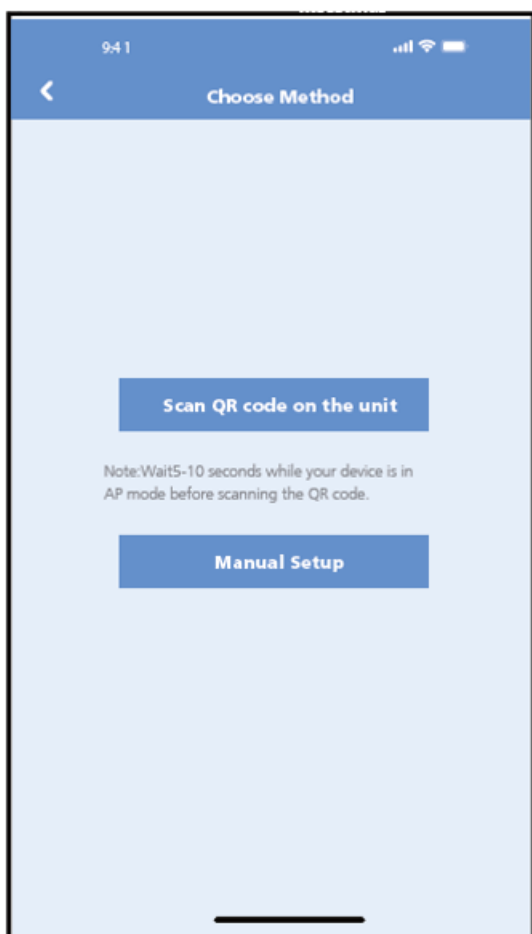 9:41
Choose Method
Scan QR code on the unit
Note:Wait5-10 seconds while your device is in
AP mode before scanning the QR code.
Manual Setup